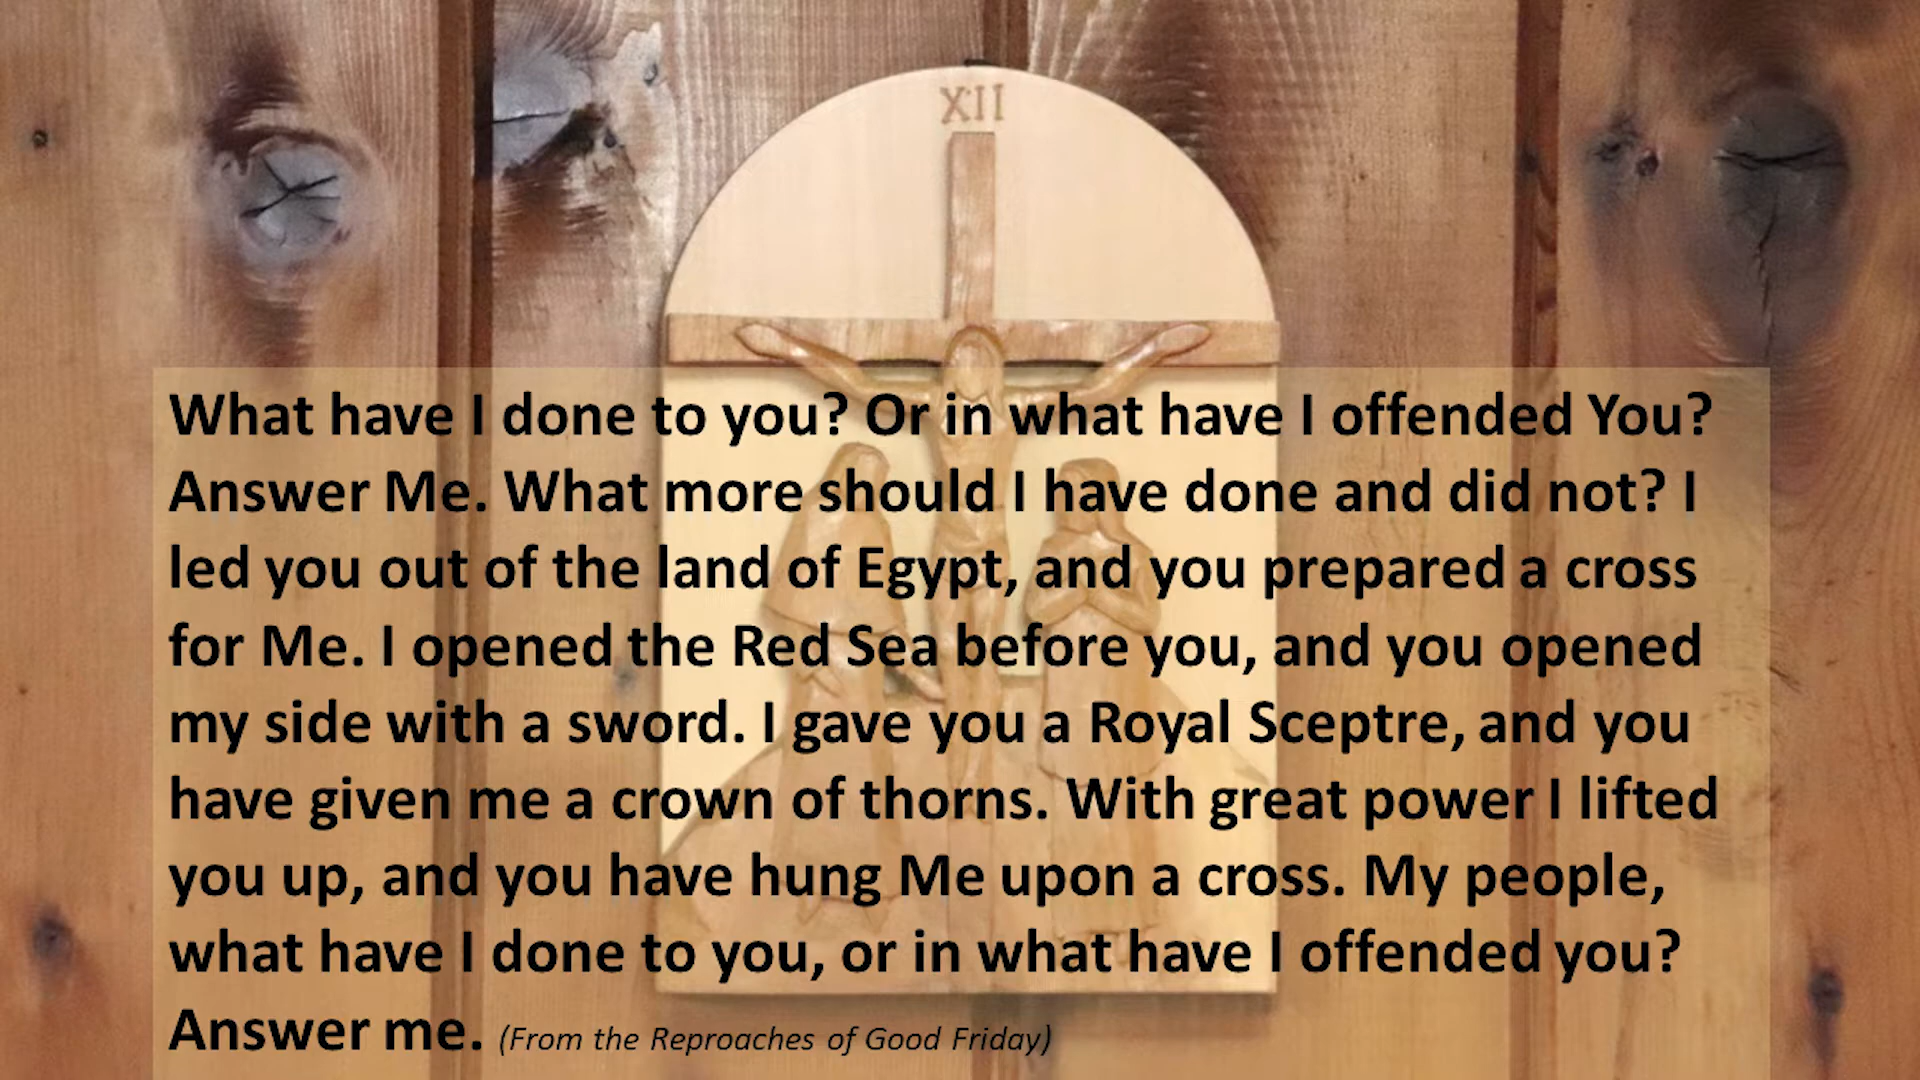 XII
What have I done to you? Or in what have I offended You?
Answer Me. What more should I have done and did not? I
led you out of the land of Egypt, and you prepared a cross
for Me. I opened the Red Sea before you, and you opened
my side with a sword. I gave you a Royal Sceptre, and you
have given me a crown of thorns. With great power I lifted
you up, and you have hung Me upon a cross. My people,
what have I done to you, or in what have I offended you?
Answer me. (From the Reproaches of Good Friday)